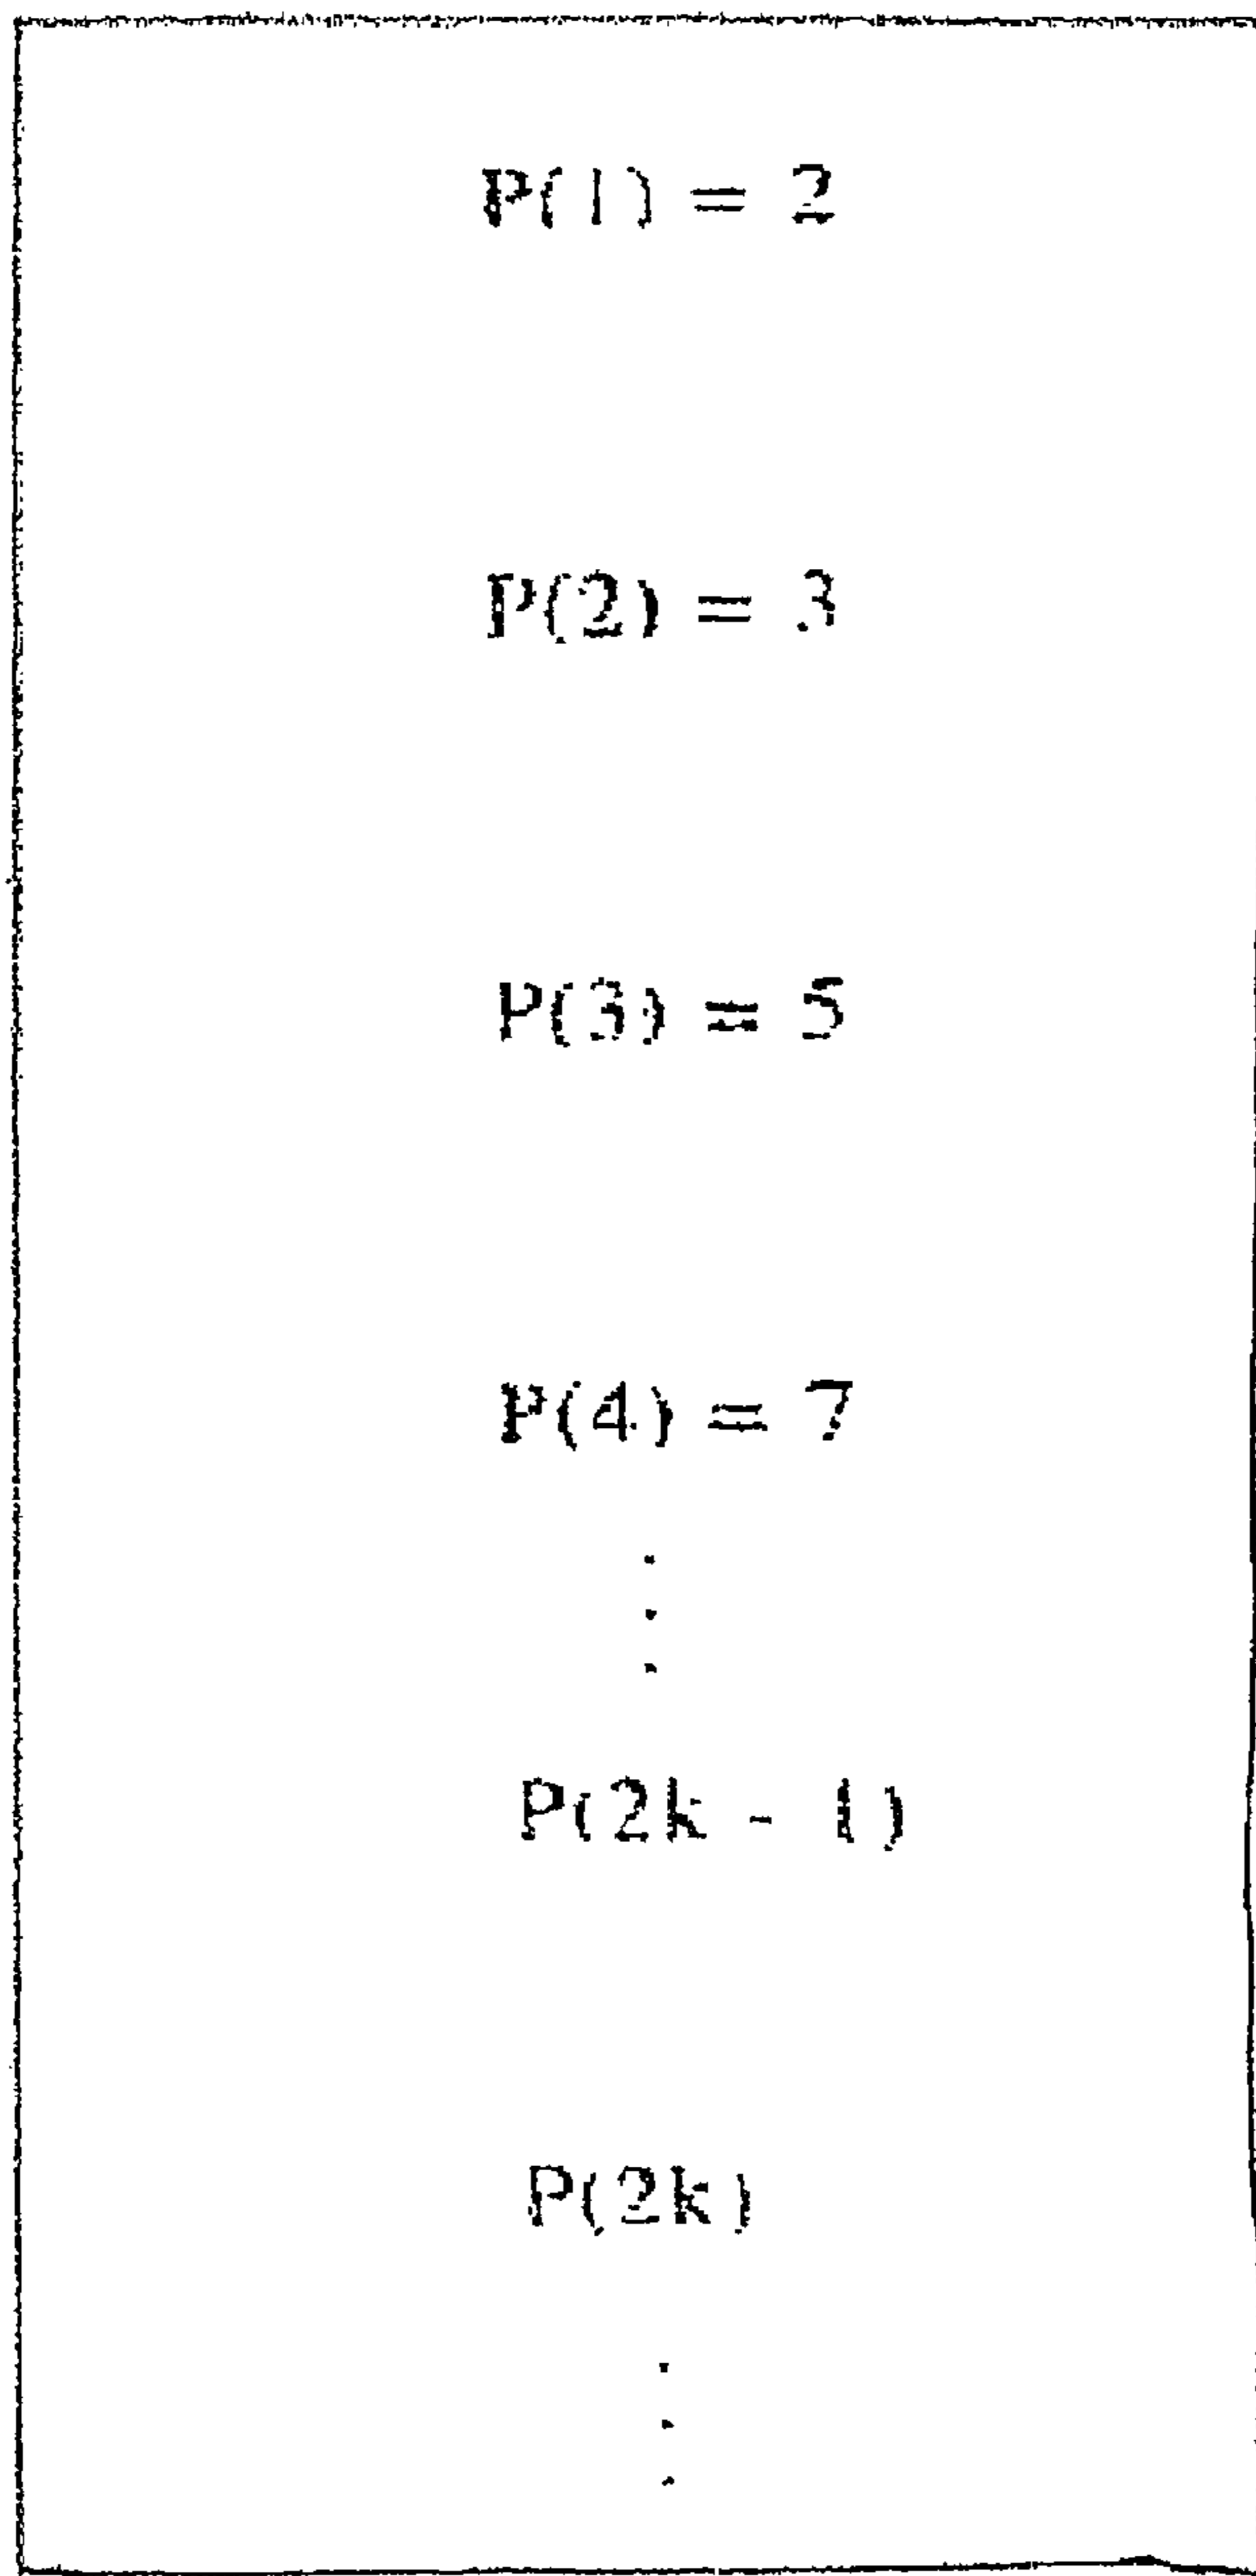 P(1) = 2
P(2) = 3
P(3) = 5
P(4) = 7
.
.
.
P(2k - 1)
P(2k)
.
.
.